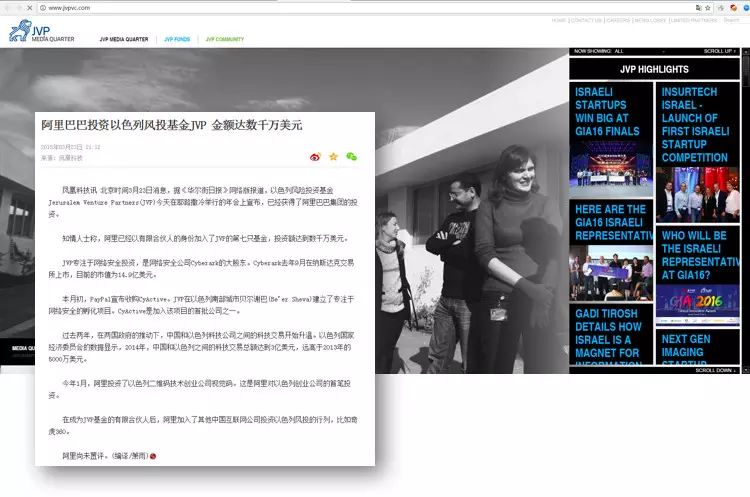 www.jvpvc.com
HOME | CONTACT US | CAREERS | MEDIA LOBBY | LIMITED PARTNERS
Search
JVP
MEDIA QUARTER
JVP MEDIA QUARTER | JVP FUNDS | JVP COMMUNITY
NOW SHOWING: ALL
SCROLL UP
JVP HIGHLIGHTS
ISRAELI
STARTUPS
WIN BIG AT
GIA16 FINALS
HERE ARE THE
GIA16 ISRAELI
REPRESENTATIV
GADI TIROSH
DETAILS HOW
ISRAEL IS A
MAGNET FOR
INFORMATION
INSURTECH
ISRAEL -
LAUNCH OF
FIRST ISRAELI
STARTUP
COMPETITION
WHO WILL BE
THE ISRAELI
REPRESENTATIV
AT GIA16?
GIA 2016
NEXT GEN
IMAGING
STARTUP
SCROLL DOWN
MEDIA QUA
阿里巴巴投资以色列风投基金JVP 金额达数千万美元
2015年03月23日 21:12
来源：凤凰科技
凤凰科技讯 北京时间3月23日消息，据《华尔街日报》网络版报道，以色列风险投资基金
Jerusalem Venture Partners(JVP)今天在耶路撒冷举行的年会上宣布，已经获得了阿里巴巴集团的投
资。
知情人士称，阿里已经以有限合伙人的身份加入了JVP的第七只基金，投资额达到数千万美元。
JVP专注于网络安全投资，是网络安全公司Cyberark的大股东。Cyberark去年9月在纳斯达克交易
所上市，目前的市值为14.9亿美元。
本月初，PayPal宣布收购CyActive。JVP在以色列南部城市贝尔谢巴(Be'er Sheva)建立了专注于
网络安全的孵化项目。CyActive是加入该项目的首批公司之一。
过去两年，在两国政府的推动下，中国和以色列科技公司之间的科技交易开始升温。以色列国家
经济委员会的数据显示，2014年，中国和以色列之间的科技交易总额达到3亿美元，远高于2013年的
5000万美元。
今年1月，阿里投资了以色列二维码技术创业公司视觉码。这是阿里对以色列创业公司的首笔投
资。
在成为JVP基金的有限合伙人后，阿里加入了其他中国互联网公司投资以色列风投的行列，比如奇
虎360。
阿里尚未置评。(编译/萧雨)